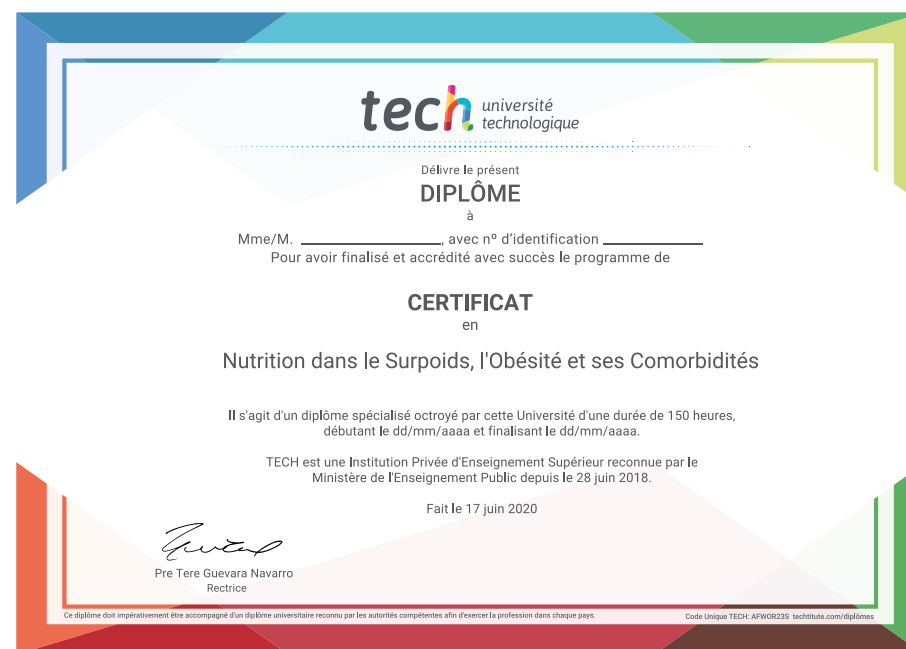 tech université
technologique
Délivre le présent
DIPLÔME
à
Mme/M. ____________________, avec nº d'identification ______________
Pour avoir finalisé et accrédité avec succès le programme de
CERTIFICAT
en
Nutrition dans le Surpoids, l'Obésité et ses Comorbidités
Il s'agit d'un diplôme spécialisé octroyé par cette Université d'une durée de 150 heures,
débutant le dd/mm/aaaa et finalisant le dd/mm/aaaa.
TECH est une Institution Privée d'Enseignement Supérieur reconnue par le
Ministère de l'Enseignement Public depuis le 28 juin 2018.
Fait le 17 juin 2020
Pre Tere Guevara Navarro
Rectrice
Ce diplôme doit impérativement être accompagné d'un diplôme universitaire reconnu par les autorités compétentes afin d'exercer la profession dans chaque pays.
Code Unique TECH: AFWOR23S techtitute.com/diplômes